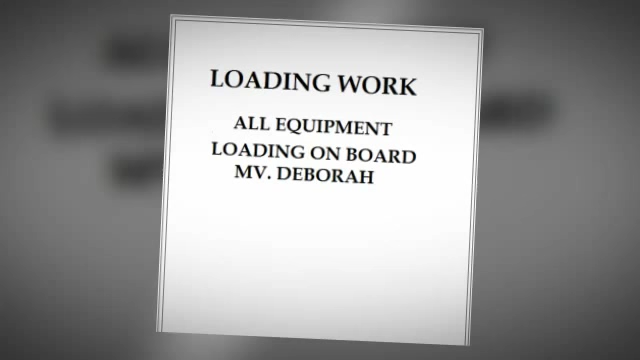 LOADING WORK
ALL EQUIPMENT
LOADING ON BOARD
MV. DEBORAH